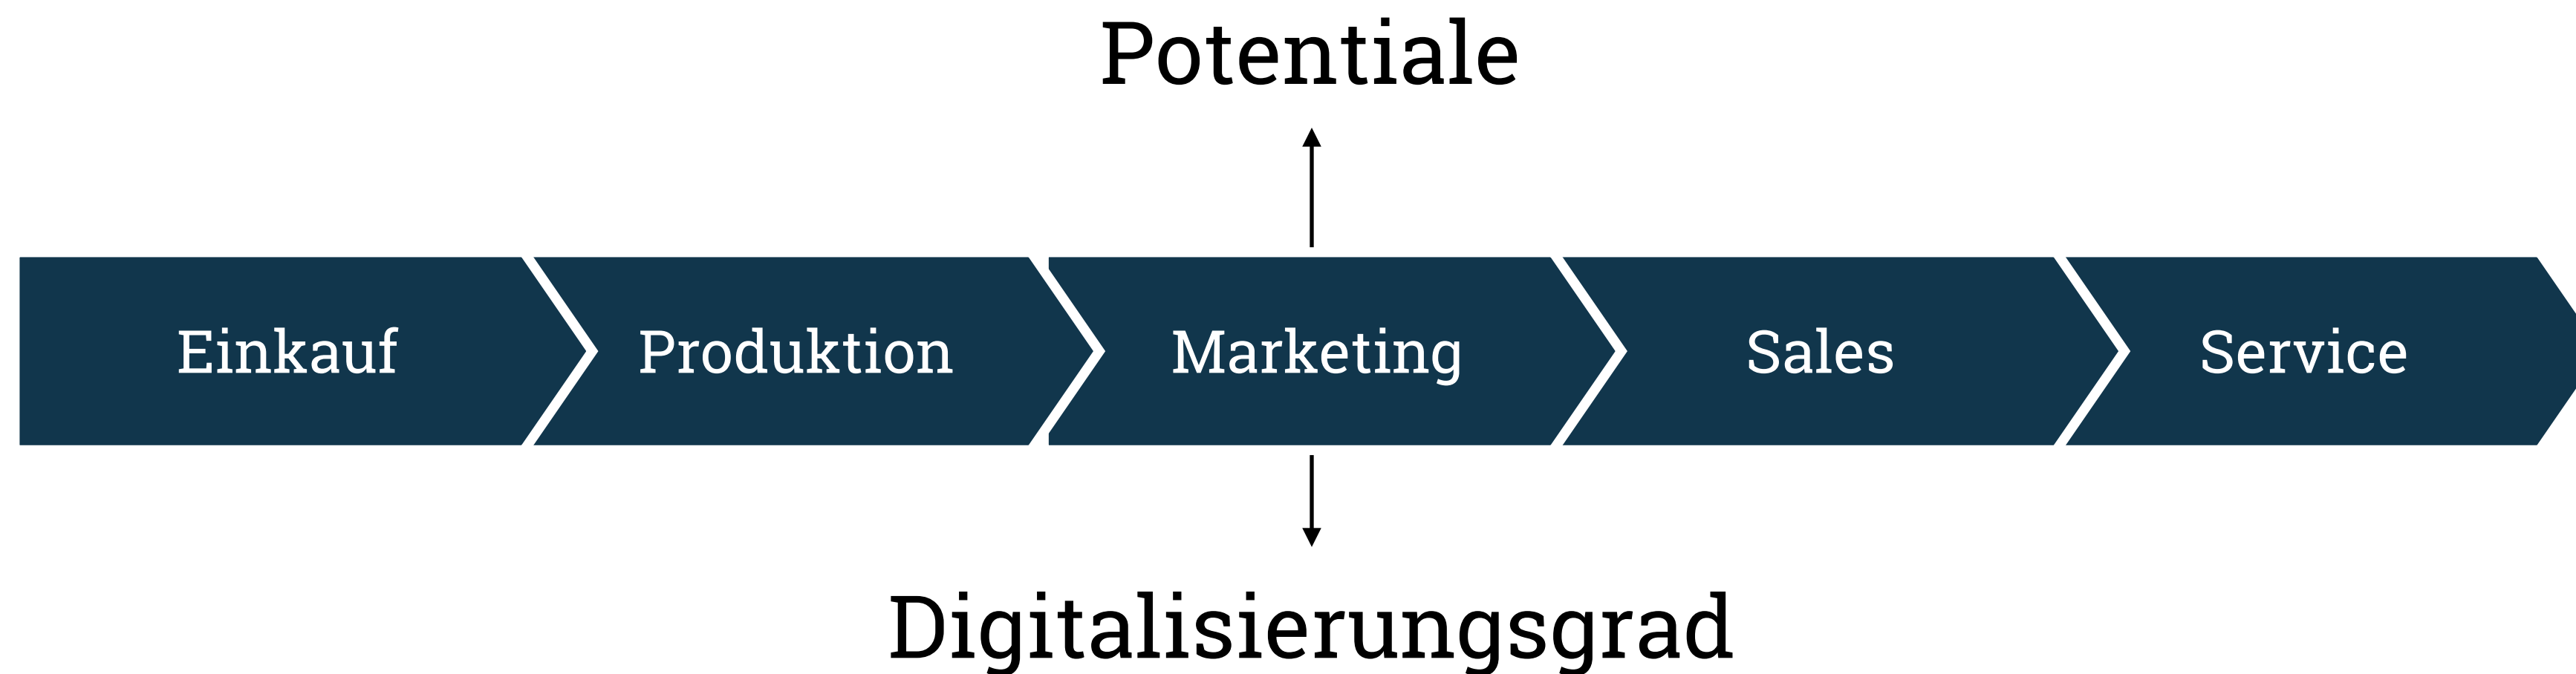 Potentiale
Einkauf Produktion Marketing Sales Service
Digitalisierungsgrad